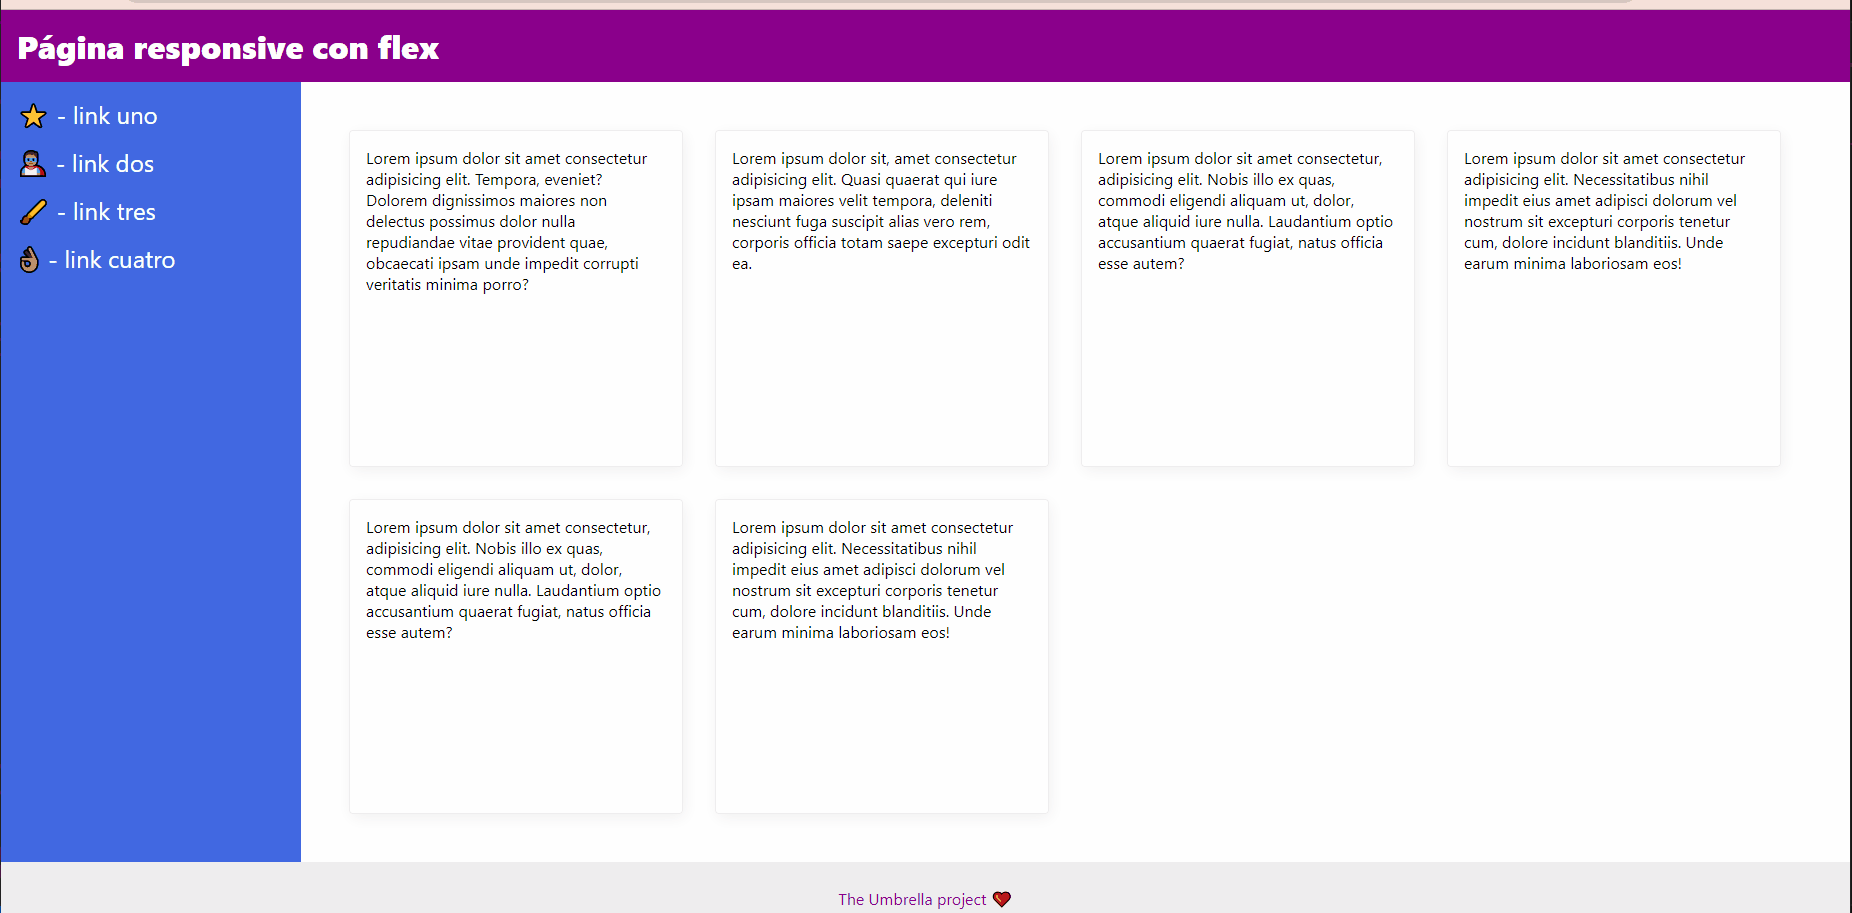 Página responsive con flex
⭐ - link uno
- link dos
- link tres
👌🏽 - link cuatro
Lorem ipsum dolor sit amet consectetur
adipisicing elit. Tempora, eveniet?
Dolorem dignissimos maiores non
delectus possimus dolor nulla
repudiandae vitae provident quae,
obcaecati ipsam unde impedit corrupti
veritatis minima porro?
Lorem ipsum dolor sit, amet consectetur
adipisicing elit. Quasi quaerat qui iure
ipsam maiores velit tempora, deleniti
nesciunt fuga suscipit alias vero rem,
corporis officia totam saepe excepturi odit
ea.
Lorem ipsum dolor sit amet consectetur,
adipisicing elit. Nobis illo ex quas,
commodi eligendi aliquam ut, dolor,
atque aliquid iure nulla. Laudantium optio
accusantium quaerat fugiat, natus officia
esse autem?
Lorem ipsum dolor sit amet consectetur
adipisicing elit. Necessitatibus nihil
impedit eius amet adipisci dolorum vel
nostrum sit excepturi corporis tenetur
cum, dolore incidunt blanditiis. Unde
earum minima laboriosam eos!
Lorem ipsum dolor sit amet consectetur,
adipisicing elit. Nobis illo ex quas,
commodi eligendi aliquam ut, dolor,
atque aliquid iure nulla. Laudantium optio
accusantium quaerat fugiat, natus officia
esse autem?
Lorem ipsum dolor sit amet consectetur
adipisicing elit. Necessitatibus nihil
impedit eius amet adipisci dolorum vel
nostrum sit excepturi corporis tenetur
cum, dolore incidunt blanditiis. Unde
earum minima laboriosam eos!
The Umbrella project ❤️